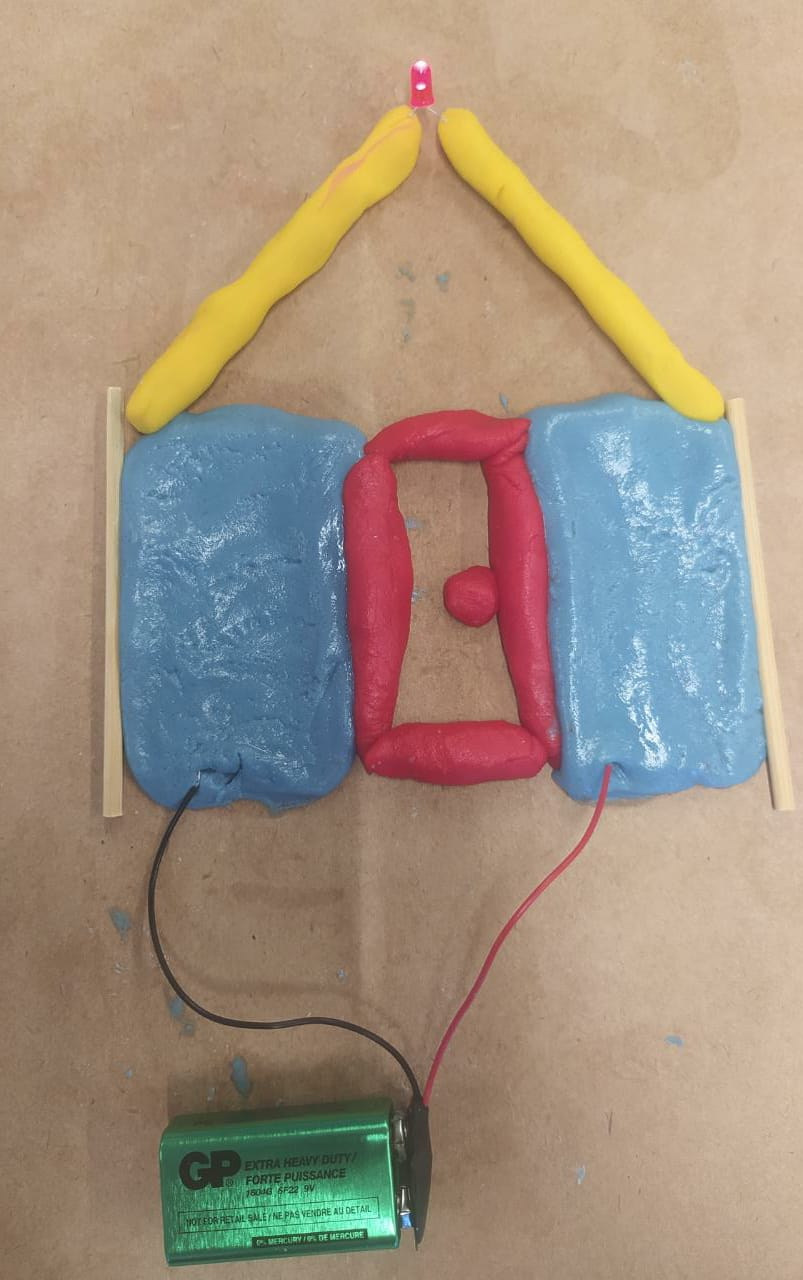 GP® EXTRA HEAVY DUTY/
FORTE PUISSANCE
1604G 6F22 9V
NOT FOR RETAIL SALE / NE PAS VENDRE AU DETAIL
0% MERCURY / 0% DE MERCURE